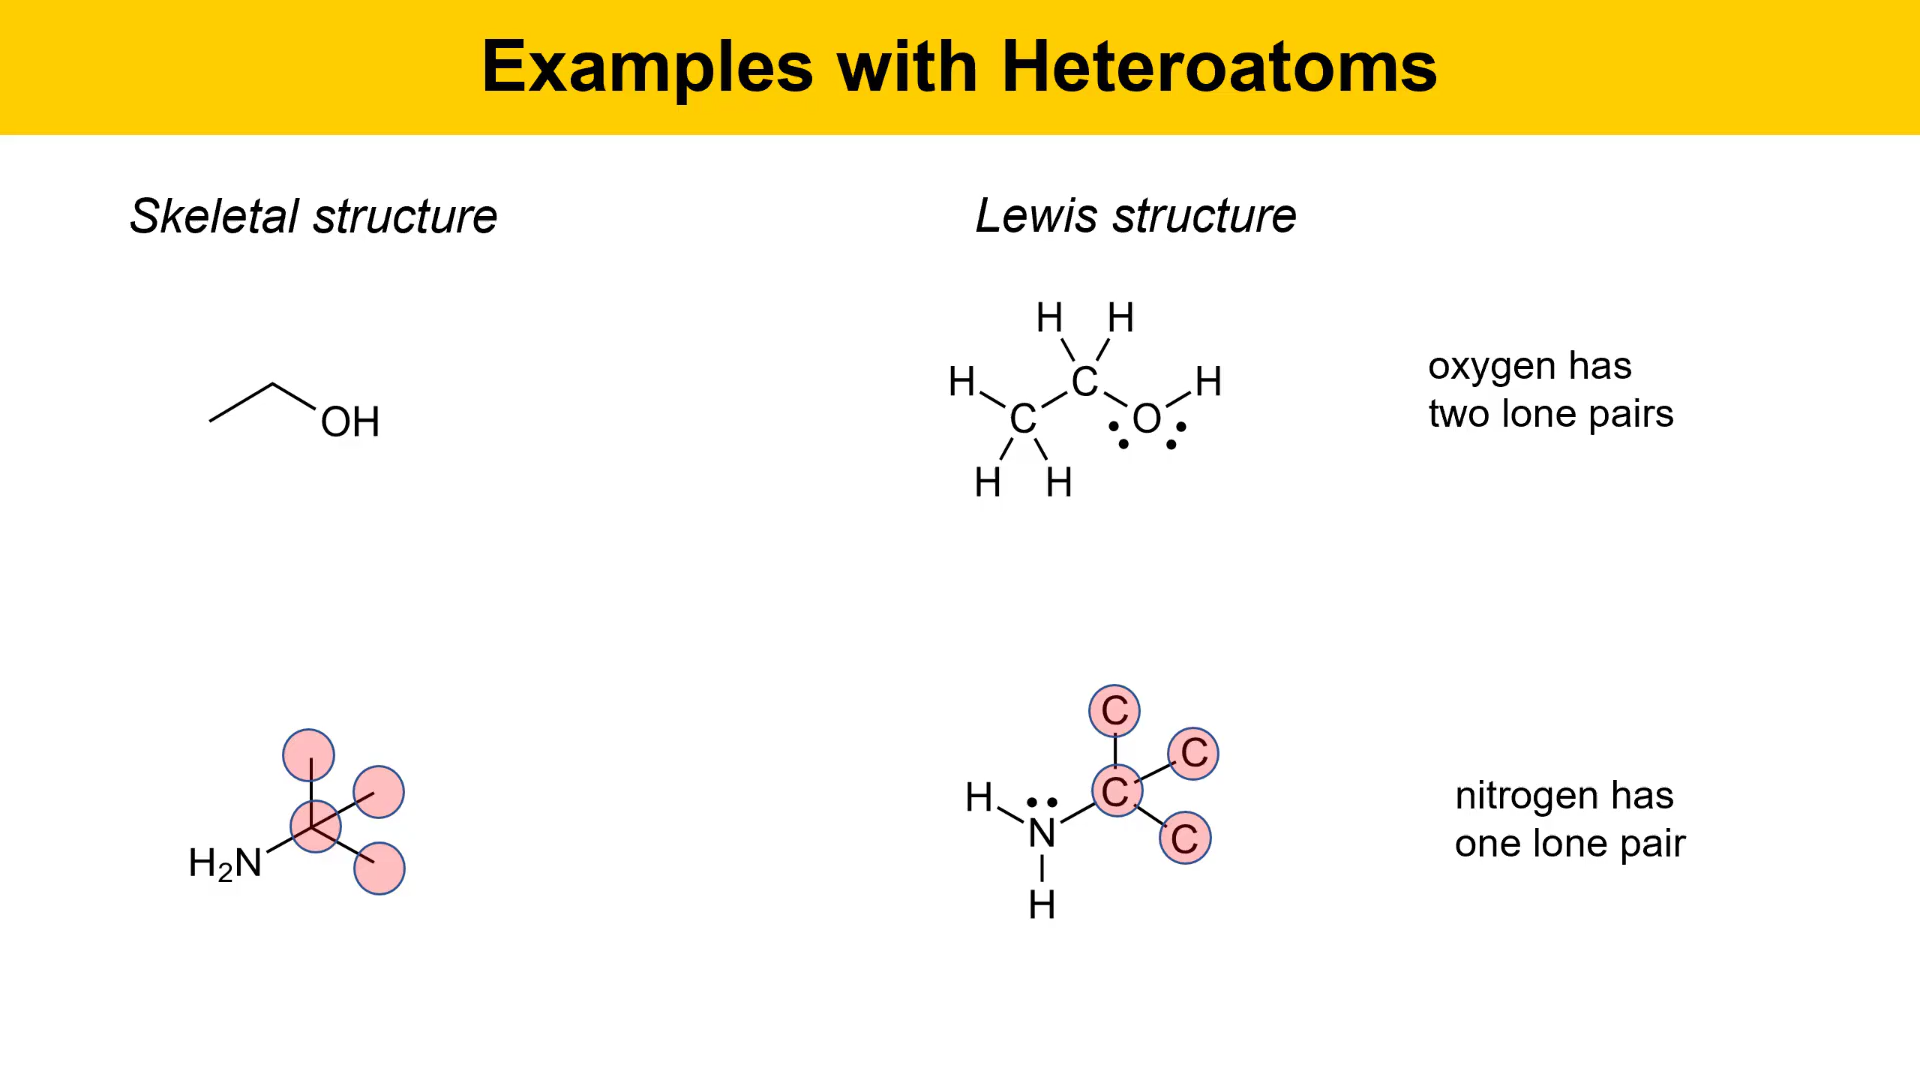 Examples with Heteroatoms
Skeletal structure
Lewis structure
OH
H H
H C H
C O
H H
oxygen has
two lone pairs
H₂N
C
C
H C
N C
H
nitrogen has
one lone pair